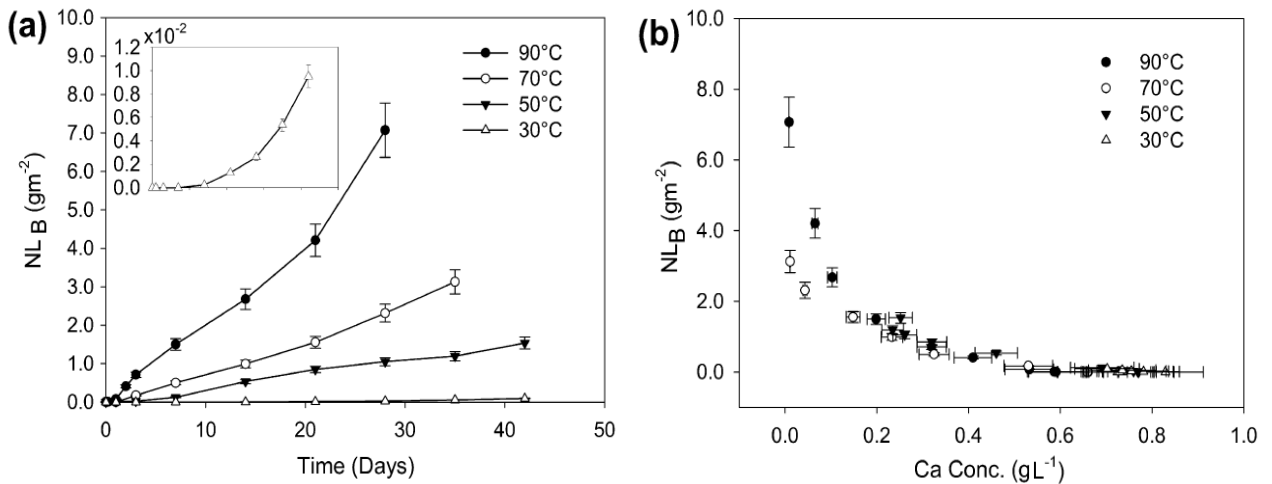 (a)
10.0
9.0
8.0
7.0
6.0
5.0
4.0
3.0
2.0
1.0
0.0
NL B (gm-2)
x10-2
1.2
1.0
0.8
0.6
0.4
0.2
0.0
90°C
70°C
50°C
30°C
0 10 20 30 40 50
Time (Days)
(b)
10.0
8.0
6.0
4.0
2.0
0.0
NLB (gm-2)
90°C
70°C
50°C
30°C
0.0 0.2 0.4 0.6 0.8 1.0
Ca Conc. (gL-1)